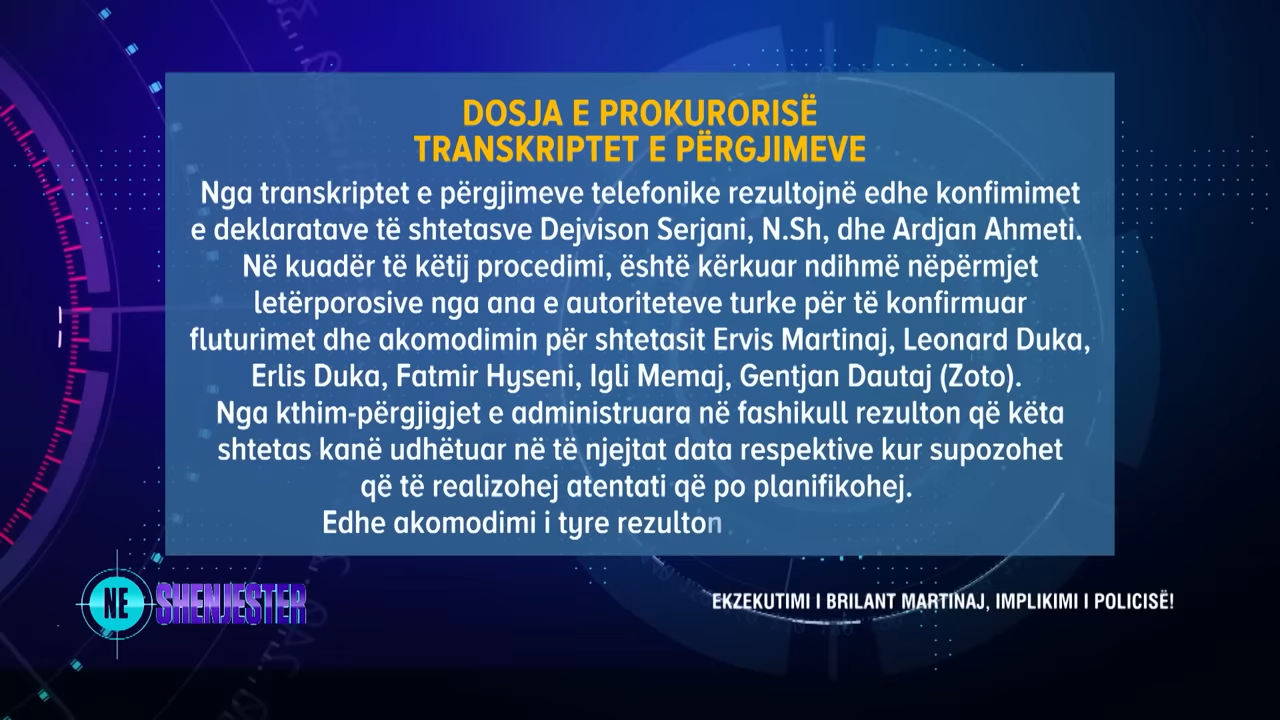 DOSJA E PROKURORISË
TRANSKRIPTET E PËRGJIMEVE
Nga transkriptet e përgjimeve telefonike rezultojnë edhe konfimimet
e deklaratave të shtetasve Dejvison Serjani, N.Sh, dhe Ardjan Ahmeti.
Në kuadër të këtij procedimi, është kërkuar ndihmë nëpërmjet
letërporosive nga ana e autoriteteve turke për të konfirmuar
fluturimet dhe akomodimin për shtetasit Ervis Martinaj, Leonard Duka,
Erlis Duka, Fatmir Hyseni, Igli Memaj, Gentjan Dautaj (Zoto).
Nga kthim-përgjigjet e administruara në fashikull rezulton që këta
shtetas kanë udhëtuar në të njejtat data respektive kur supozohet
që të realizohej atentati që po planifikohej.
Edhe akomodimi i tyre rezulton
NE SHENJESTER
EKZEKUTIMI I BRILANT MARTINAJ, IMPLIKIMI I POLICISË!